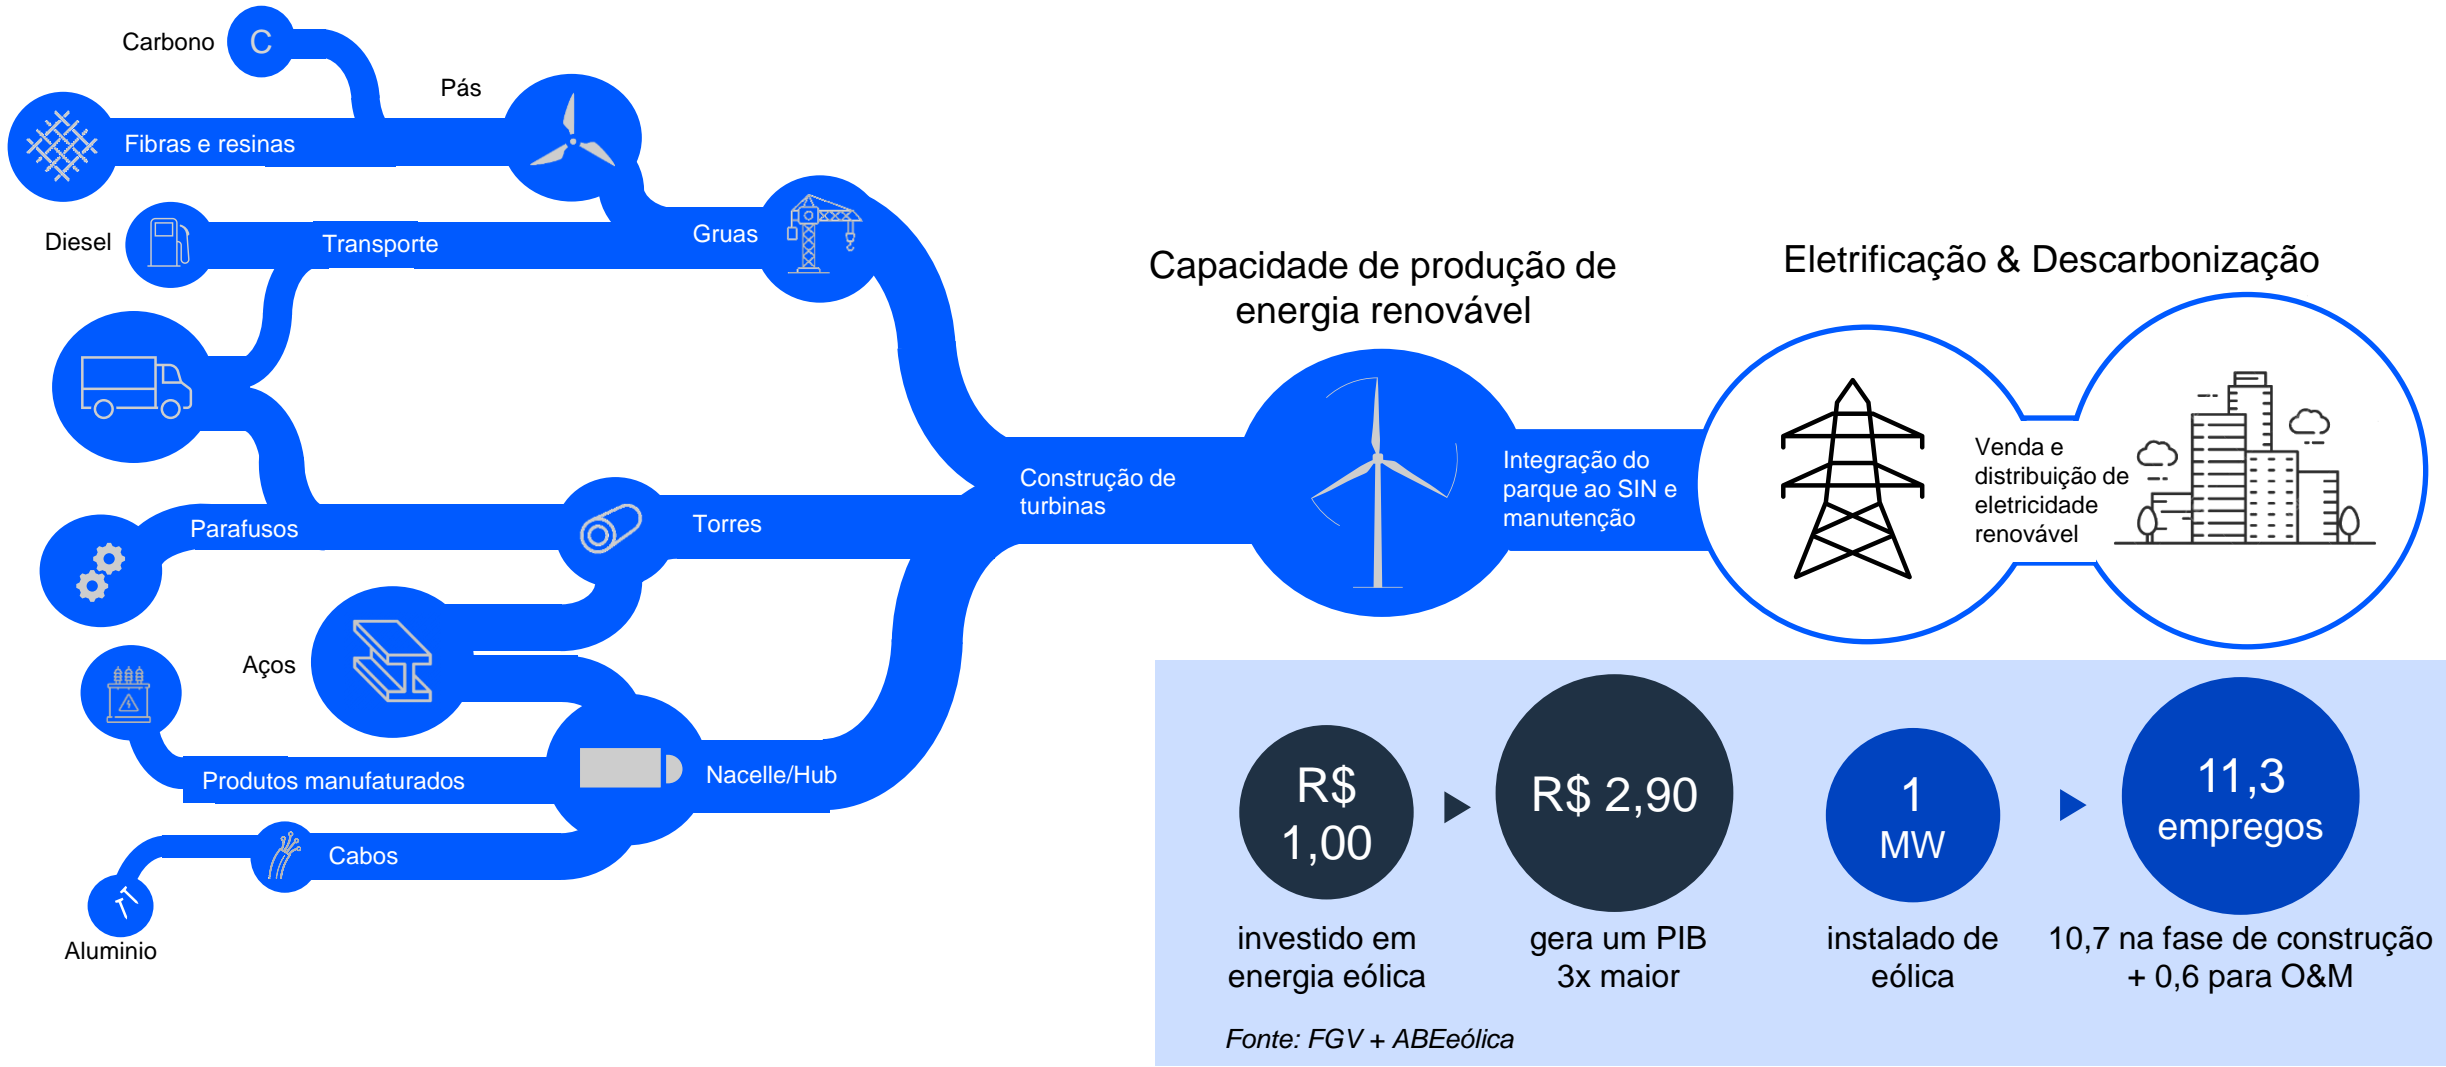 Carbono
C
Pás
Fibras e resinas
Diesel
Transporte
Gruas
Parafusos
Torres
Aços
Produtos manufaturados
Nacelle/Hub
Cabos
Aluminio
Construção de
turbinas
Capacidade de produção de
energia renovável
Integração do
parque ao SIN e
manutenção
Eletrificação & Descarbonização
Venda e
distribuição de
eletricidade
renovável
R$
1,00
investido em
energia eólica
R$ 2,90
gera um PIB
3x maior
1
MW
instalado de
eólica
11,3
empregos
10,7 na fase de construção
+ 0,6 para O&M
Fonte: FGV + ABEeólica